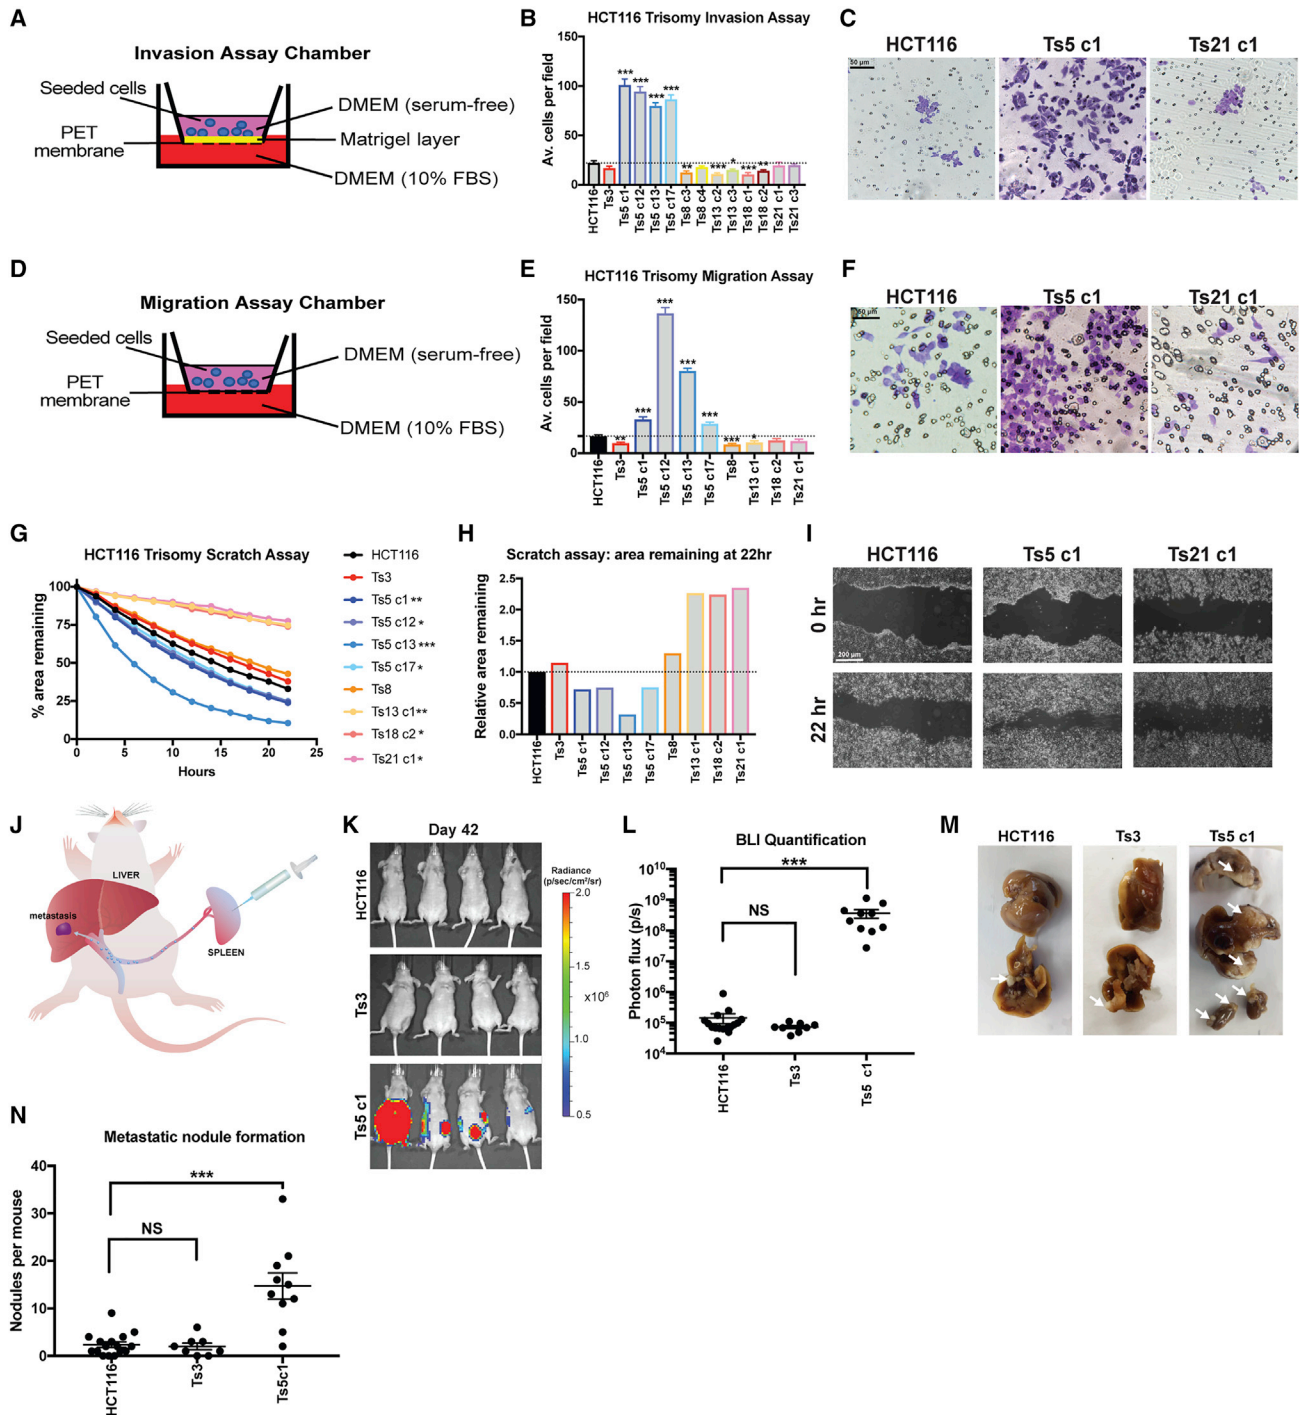 A
Invasion Assay Chamber
Seeded cells
PET
membrane
DMEM (serum-free)
Matrigel layer
DMEM (10% FBS)
B
HCT116 Trisomy Invasion Assay
Av. cells per field
150
100
50
0
*** *** *** *** ** *** * *** **
HCT116
Ts3
Ts5 c1
Ts5 c12
Ts5 c13
Ts5 c17
Ts8 c3
Ts8 c4
Ts13 c2
Ts13 c3
Ts18 c1
Ts18 c2
Ts21 c1
Ts21 c3
C
HCT116
Ts5 c1
Ts21 c1
50 μm
D
Migration Assay Chamber
Seeded cells
PET
membrane
DMEM (serum-free)
DMEM (10% FBS)
E
HCT116 Trisomy Migration Assay
Av. cells per field
150
100
50
0
** *** *** *** *** *** *
HCT116
Ts3
Ts5 c1
Ts5 c12
Ts5 c13
Ts5 c17
Ts8
Ts13 c1
Ts18 c2
Ts21 c1
F
HCT116
Ts5 c1
Ts21 c1
50 μm
G
HCT116 Trisomy Scratch Assay
% area remaining
100
75
50
25
0
0 5 10 15 20 25
Hours
HCT116
Ts3
Ts5 c1**
Ts5 c12*
Ts5 c13***
Ts5 c17*
Ts8
Ts13 c1**
Ts18 c2*
Ts21 c1*
H
Scratch assay: area remaining at 22hr
Relative area remaining
2.5
2.0
1.5
1.0
0.5
0.0
HCT116
Ts3
Ts5 c1
Ts5 c12
Ts5 c13
Ts5 c17
Ts8
Ts13 c1
Ts18 c2
Ts21 c1
I
HCT116
Ts5 c1
Ts21 c1
0 hr
200 μm
22 hr
J
LIVER
metastasis
SPLEEN
K
Day 42
HCT116
Ts3
Ts5 c1
Radiance
(p/sec/cm²/sr)
2.0
1.5
x10⁶
1.0
0.5
L
BLI Quantification
Photon flux (p/s)
10¹⁰
10⁹
10⁸
10⁷
10⁶
10⁵
10⁴
***
NS
HCT116
Ts3
Ts5 c1
M
HCT116
Ts3
Ts5 c1
N
Metastatic nodule formation
Nodules per mouse
40
30
20
10
0
***
NS
HCT116
Ts3
Ts5c1